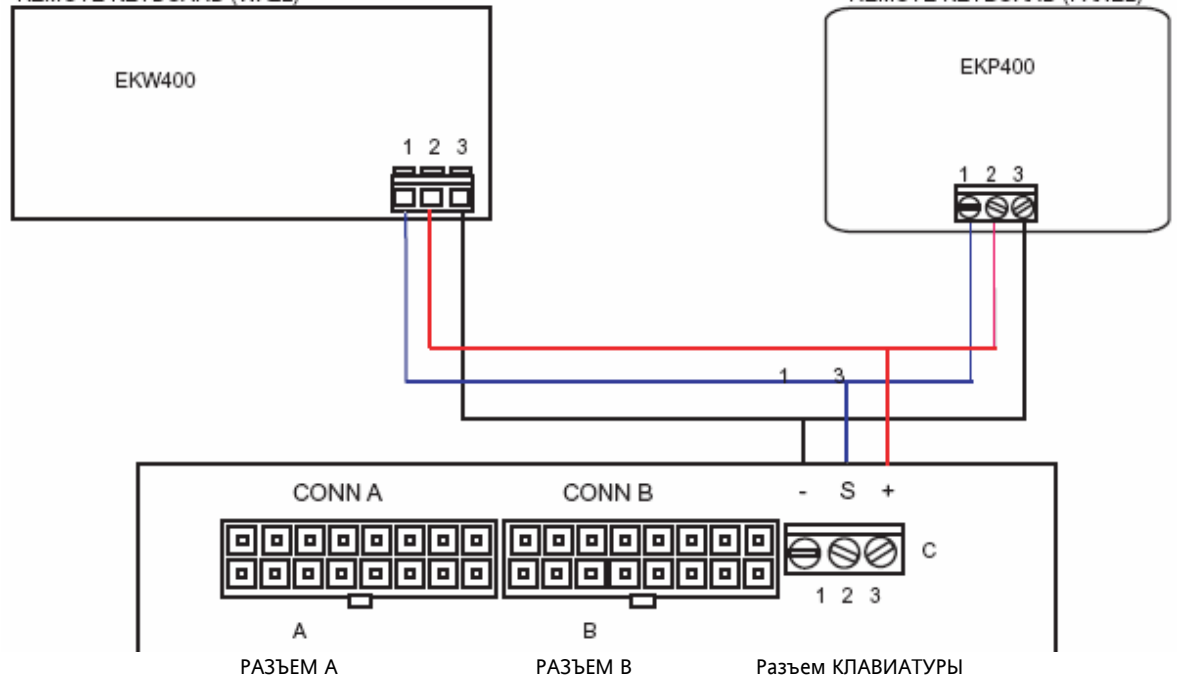 EKW400
EKP400
1 2 3
1 2 3
1 3
CONN A
CONN B
- S +
C
1 2 3
A
B
РАЗЪЕМ А
РАЗЪЕМ В
Разъем КЛАВИАТУРЫ